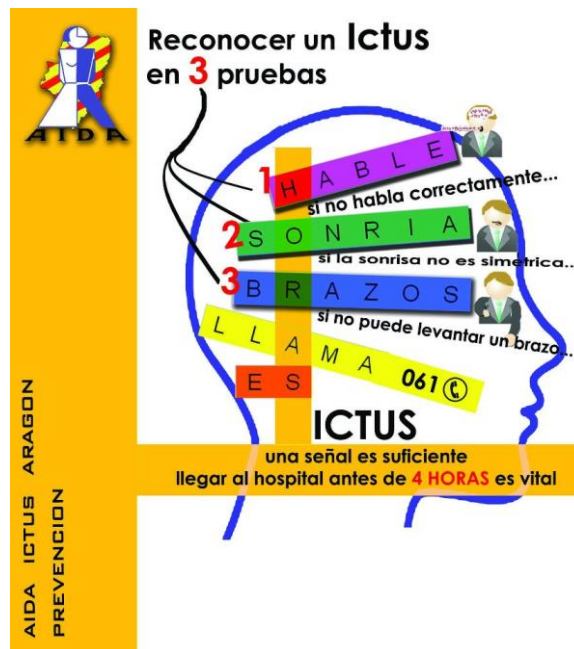 AIDA
Reconocer un Ictus
en 3 pruebas
1 HABLE
si no habla correctamente...
2 SONRIA
si la sonrisa no es simetrica...
3 BRAZOS
si no puede levantar un brazo...
LLAMA 061
ES
ICTUS
una señal es suficiente
llegar al hospital antes de 4 HORAS es vital
AIDA ICTUS ARAGON
PREVENCION